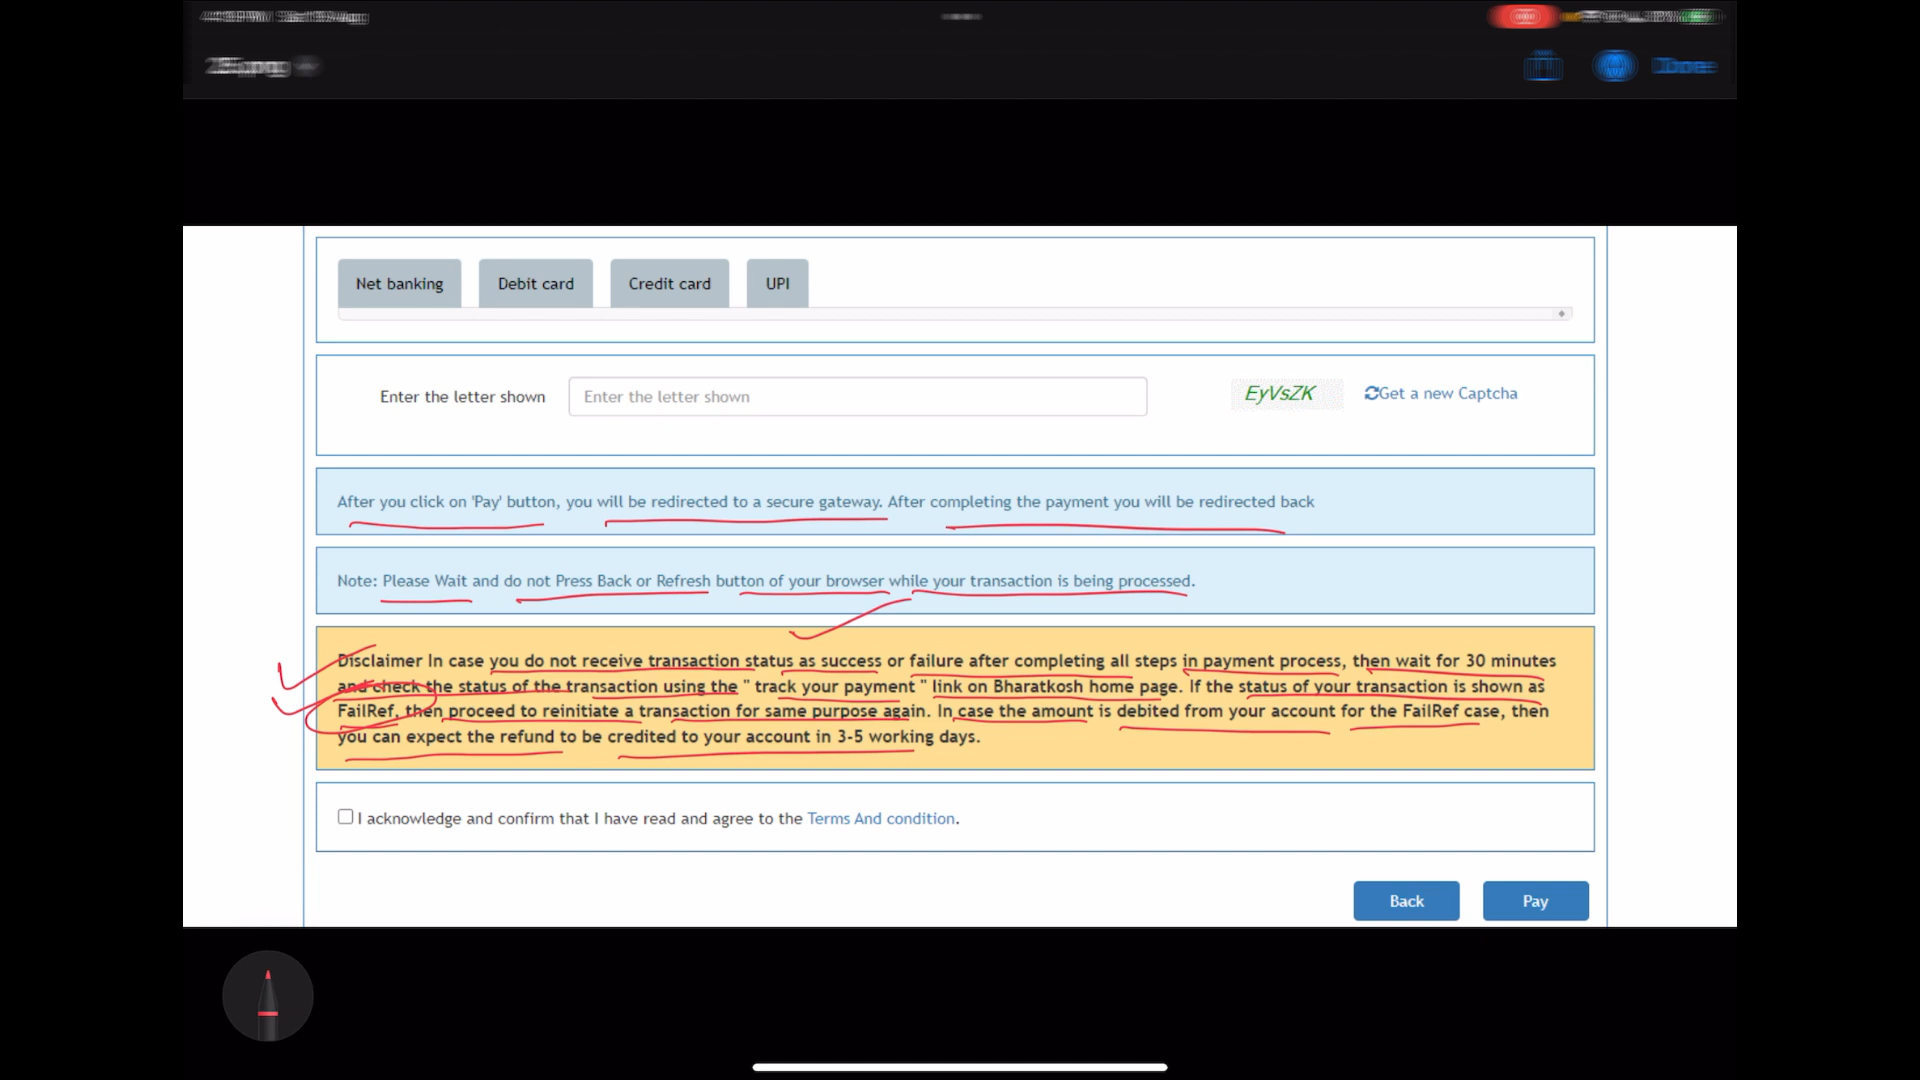 Net banking
Debit card
Credit card
UPI
Enter the letter shown
Enter the letter shown
EyVsZK
Get a new Captcha
After you click on 'Pay' button, you will be redirected to a secure gateway. After completing the payment you will be redirected back
Note: Please Wait and do not Press Back or Refresh button of your browser while your transaction is being processed.
Disclaimer In case you do not receive transaction status as success or failure after completing all steps in payment process, then wait for 30 minutes
and check the status of the transaction using the " track your payment " link on Bharatkosh home page. If the status of your transaction is shown as
FailRef, then proceed to reinitiate a transaction for same purpose again. In case the amount is debited from your account for the FailRef case, then
you can expect the refund to be credited to your account in 3-5 working days.
I acknowledge and confirm that I have read and agree to the Terms And condition.
Back
Pay